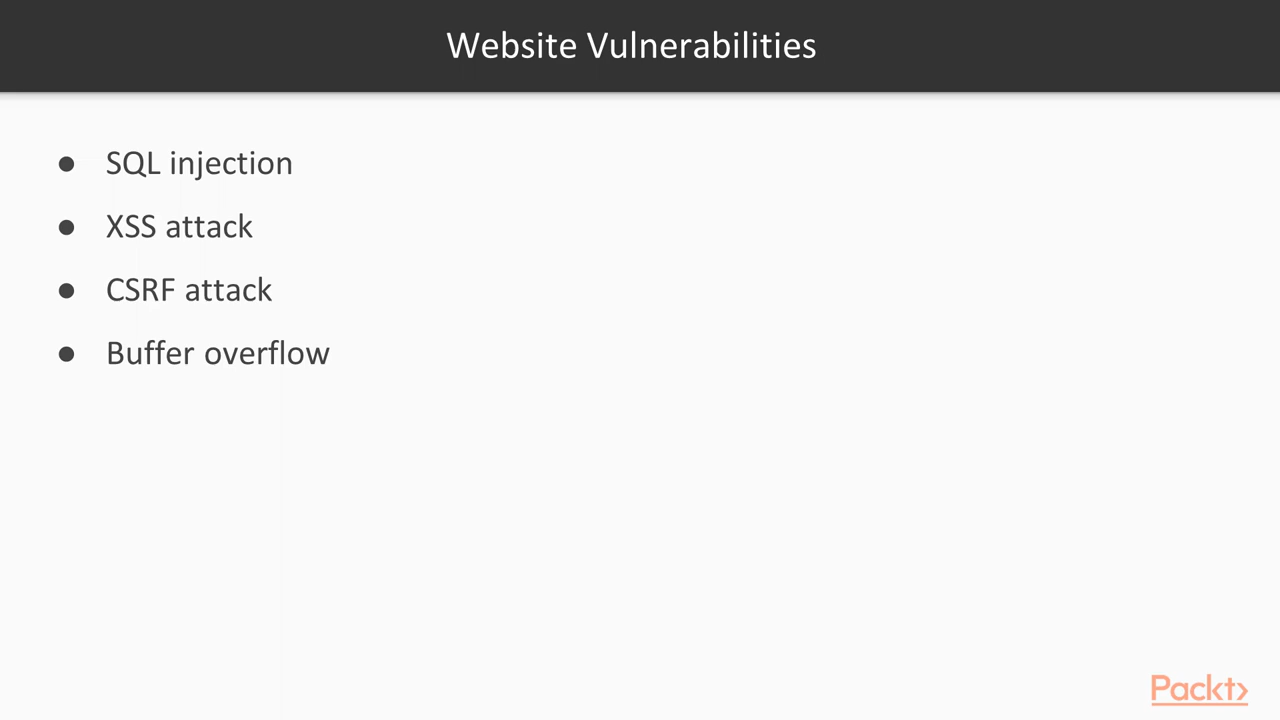 Website Vulnerabilities
● SQL injection
● XSS attack
● CSRF attack
● Buffer overflow
Packt>